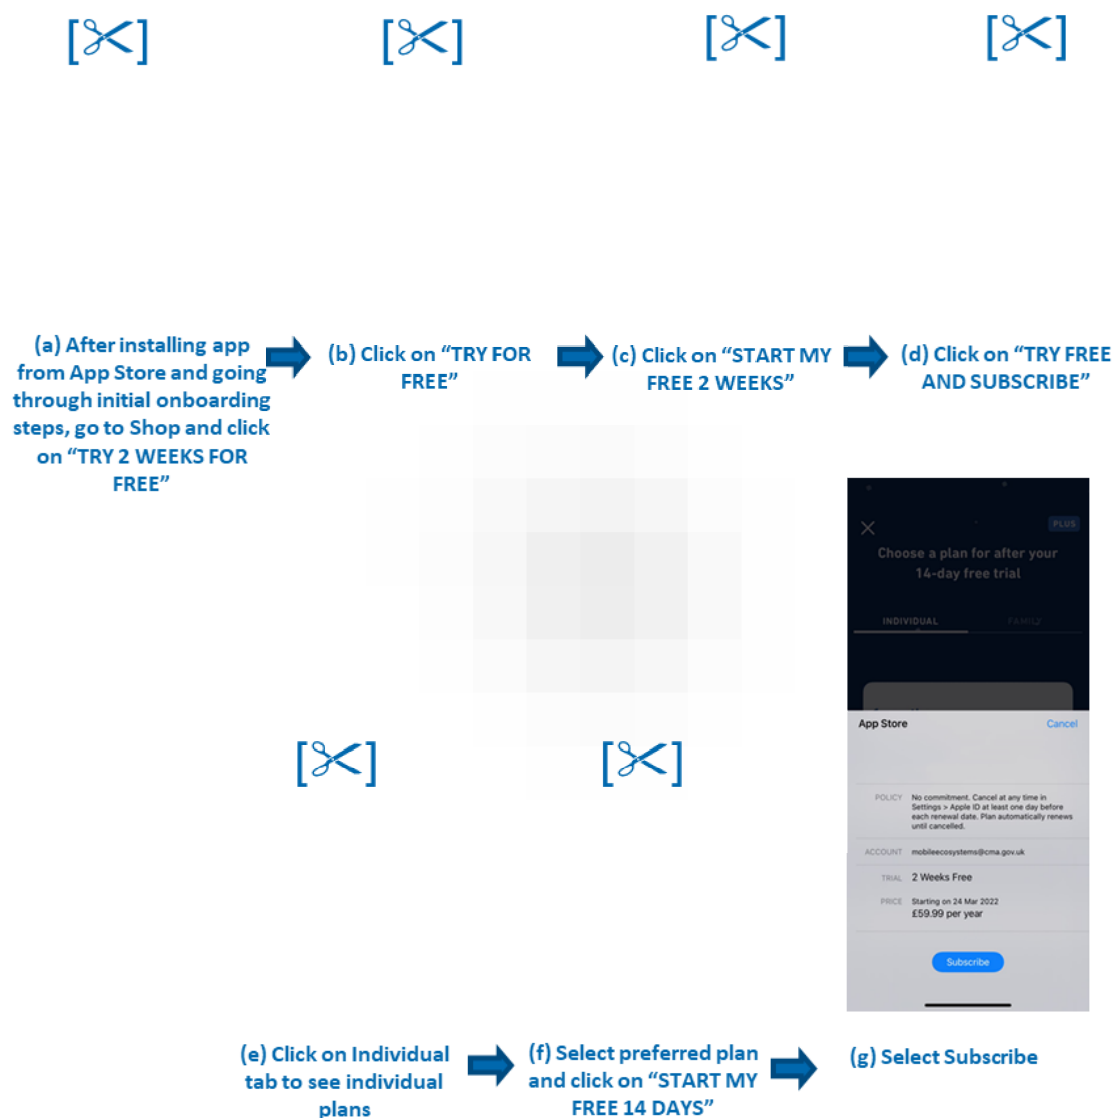 [✂] [✂] [✂] [✂]
(a) After installing app
from App Store and going
through initial onboarding
steps, go to Shop and click
on “TRY 2 WEEKS FOR
FREE”
(b) Click on “TRY FOR
FREE”
(c) Click on “START MY
FREE 2 WEEKS”
(d) Click on “TRY FREE
AND SUBSCRIBE”
[✂] [✂]
PLUS
Choose a plan for after your
14-day free trial
INDIVIDUAL
FAMILY
App Store
Cancel
POLICY
No commitment. Cancel at any time in
Settings > Apple ID at least one day before
each renewal date. Plan automatically renews
until cancelled.
ACCOUNT
mobileecosystems@cma.gov.uk
TRIAL
2 Weeks Free
PRICE
Starting on 24 Mar 2022
£59.99 per year
Subscribe
(e) Click on Individual
tab to see individual
plans
(f) Select preferred plan
and click on “START MY
FREE 14 DAYS”
(g) Select Subscribe